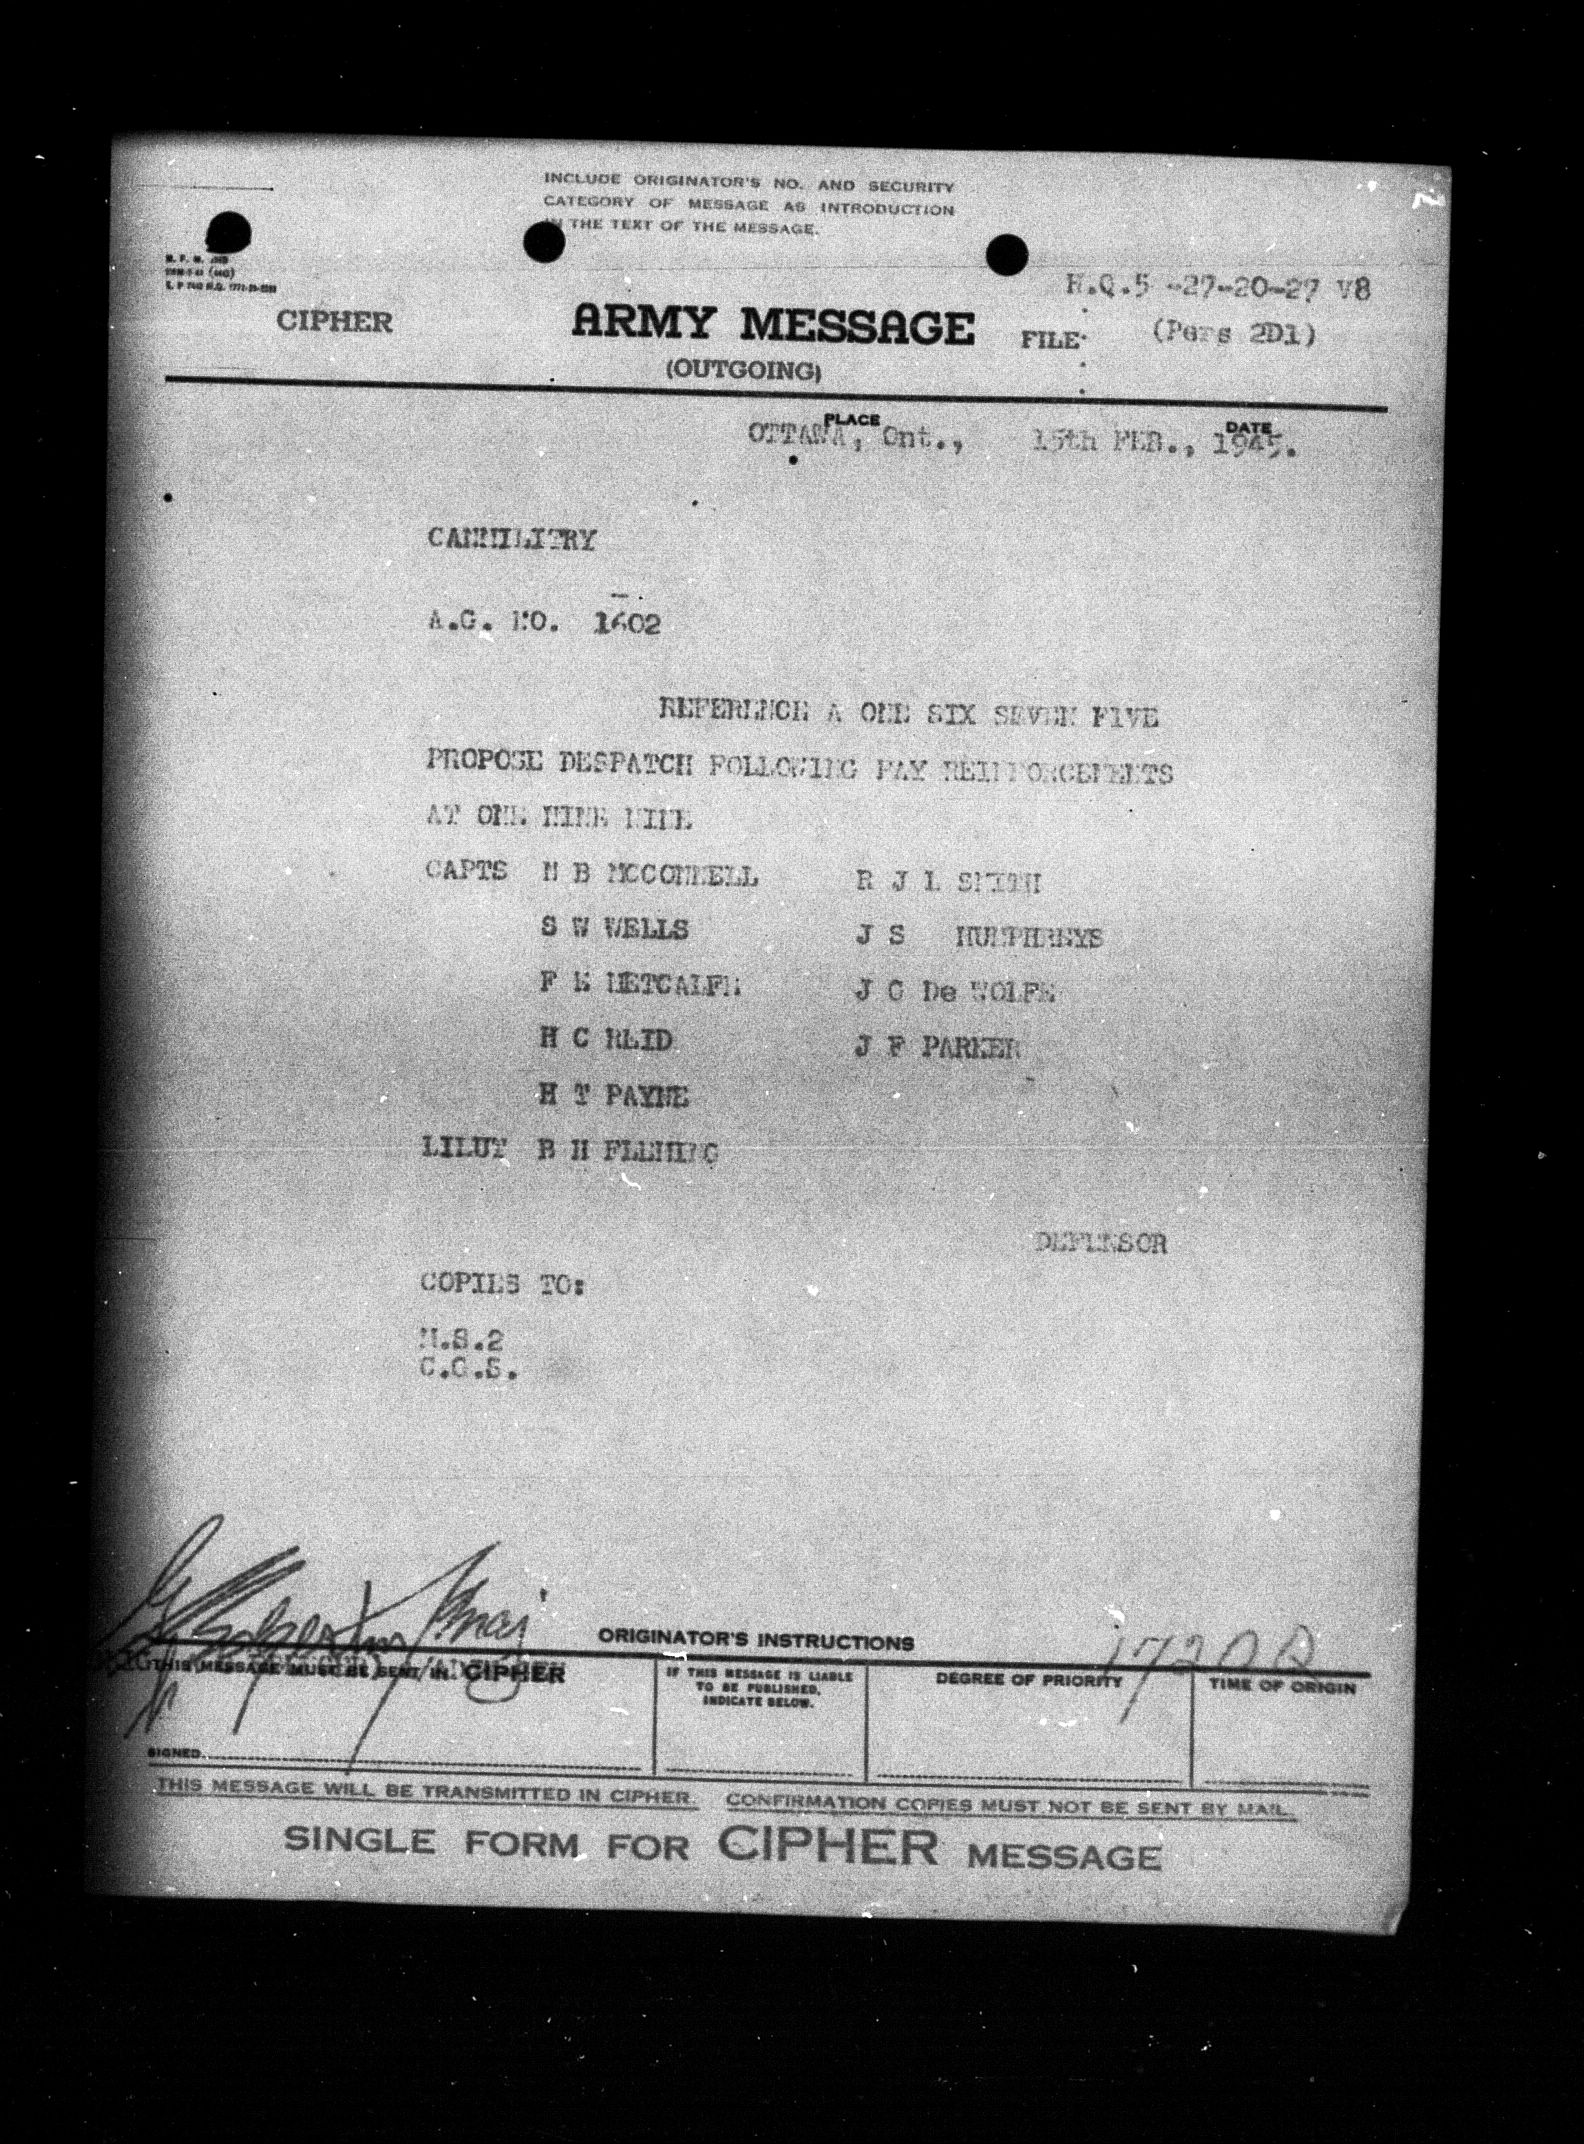 INCLUDE ORIGINATOR'S NO. AND SECURITY
CATEGORY OF MESSAGE AS INTRODUCTION
IN THE TEXT OF THE MESSAGE.
H.Q.5 -27-20-27 V8
CIPHER
ARMY MESSAGE
FILE
(Pers 2D1)
(OUTGOING)
PLACE
DATE
OTTAWA, Ont., 15th FEB., 1945.
CANMILITRY
A.G. NO. 1602
REFERENCE A ONE SIX SEVEN FIVE
PROPOSE DESPATCH FOLLOWING PAY REINFORCEMENTS
AT ONE NINE NINE
CAPTS N B MCCONNELL R J L SMITH
S W WELLS J S HUMPHREYS
F E METCALFE J G De WOLFE
H C REID J F PARKER
H T PAYNE
LIEUT B H FLEMING
DEFENSOR
COPIES TO:
M.S.2
C.G.S.
ORIGINATOR'S INSTRUCTIONS
1720
THIS MESSAGE MUST BE SENT IN CIPHER
IF THIS MESSAGE IS LIABLE
TO BE PUBLISHED,
INDICATE BELOW.
DEGREE OF PRIORITY
TIME OF ORIGIN
SIGNED
THIS MESSAGE WILL BE TRANSMITTED IN CIPHER. CONFIRMATION COPIES MUST NOT BE SENT BY MAIL.
SINGLE FORM FOR CIPHER MESSAGE